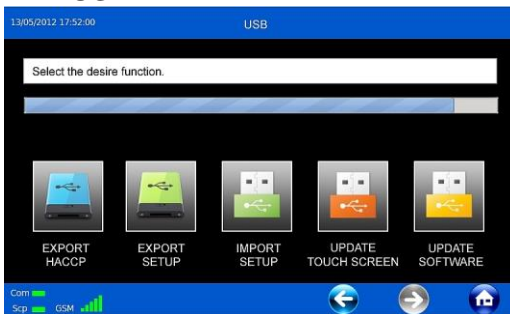 13/05/2012 17:52:00 USB
Select the desire function.
EXPORT HACCP
EXPORT SETUP
IMPORT SETUP
UPDATE TOUCH SCREEN
UPDATE SOFTWARE
Com
Scp GSM